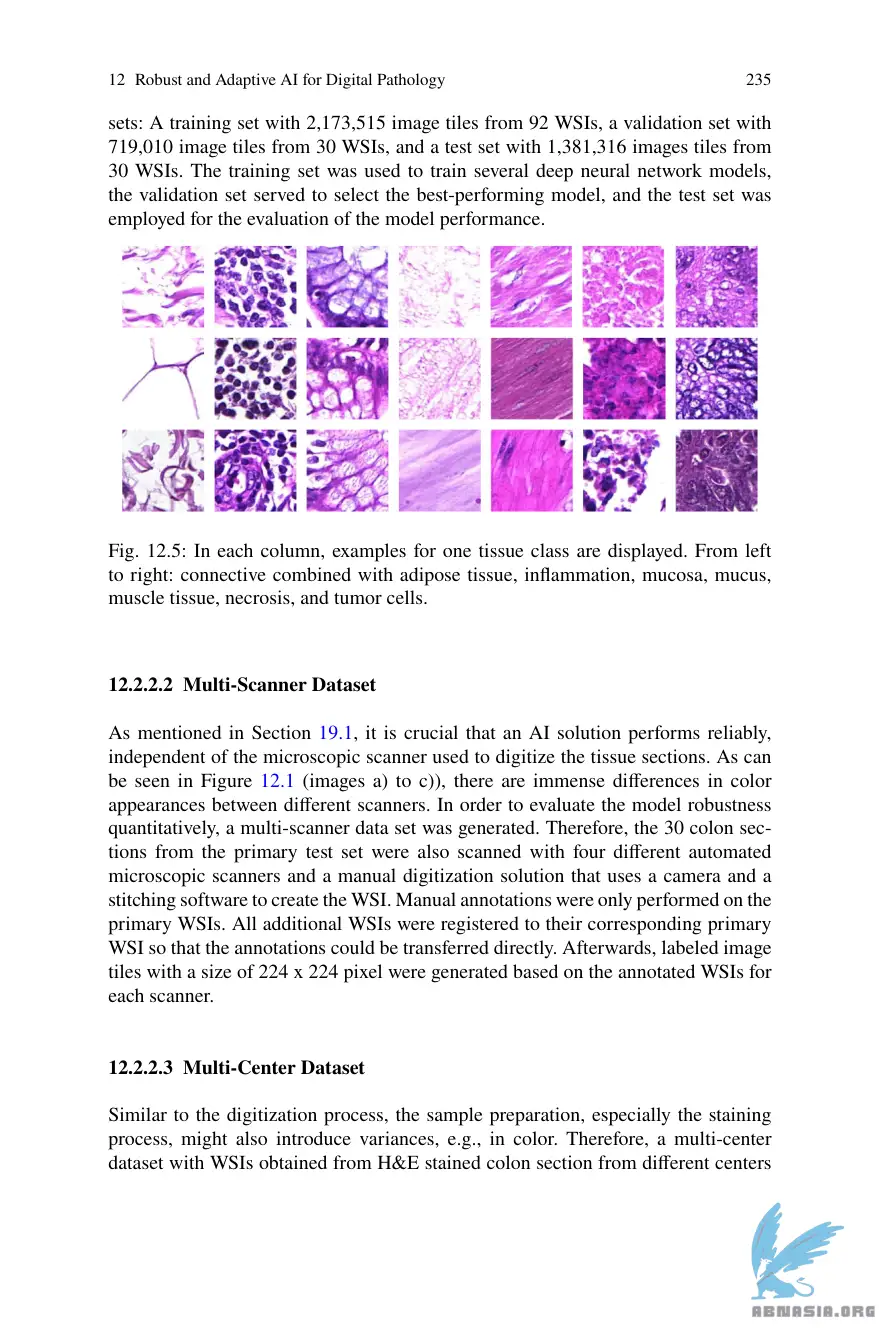 12 Robust and Adaptive AI for Digital Pathology 235
sets: A training set with 2,173,515 image tiles from 92 WSIs, a validation set with
719,010 image tiles from 30 WSIs, and a test set with 1,381,316 images tiles from
30 WSIs. The training set was used to train several deep neural network models,
the validation set served to select the best-performing model, and the test set was
employed for the evaluation of the model performance.
Fig. 12.5: In each column, examples for one tissue class are displayed. From left
to right: connective combined with adipose tissue, inflammation, mucosa, mucus,
muscle tissue, necrosis, and tumor cells.
12.2.2.2 Multi-Scanner Dataset
As mentioned in Section 19.1, it is crucial that an AI solution performs reliably,
independent of the microscopic scanner used to digitize the tissue sections. As can
be seen in Figure 12.1 (images a) to c)), there are immense differences in color
appearances between different scanners. In order to evaluate the model robustness
quantitatively, a multi-scanner data set was generated. Therefore, the 30 colon sec-
tions from the primary test set were also scanned with four different automated
microscopic scanners and a manual digitization solution that uses a camera and a
stitching software to create the WSI. Manual annotations were only performed on the
primary WSIs. All additional WSIs were registered to their corresponding primary
WSI so that the annotations could be transferred directly. Afterwards, labeled image
tiles with a size of 224 x 224 pixel were generated based on the annotated WSIs for
each scanner.
12.2.2.3 Multi-Center Dataset
Similar to the digitization process, the sample preparation, especially the staining
process, might also introduce variances, e.g., in color. Therefore, a multi-center
dataset with WSIs obtained from H&E stained colon section from different centers
ABNASIA.ORG